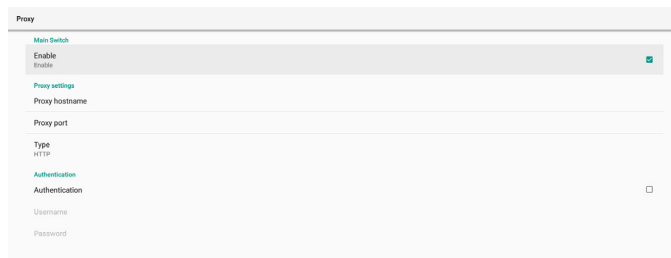 Proxy
Main Switch
Enable
Enable
Proxy settings
Proxy hostname
Proxy port
Type
HTTP
Authentication
Authentication
Username
Password